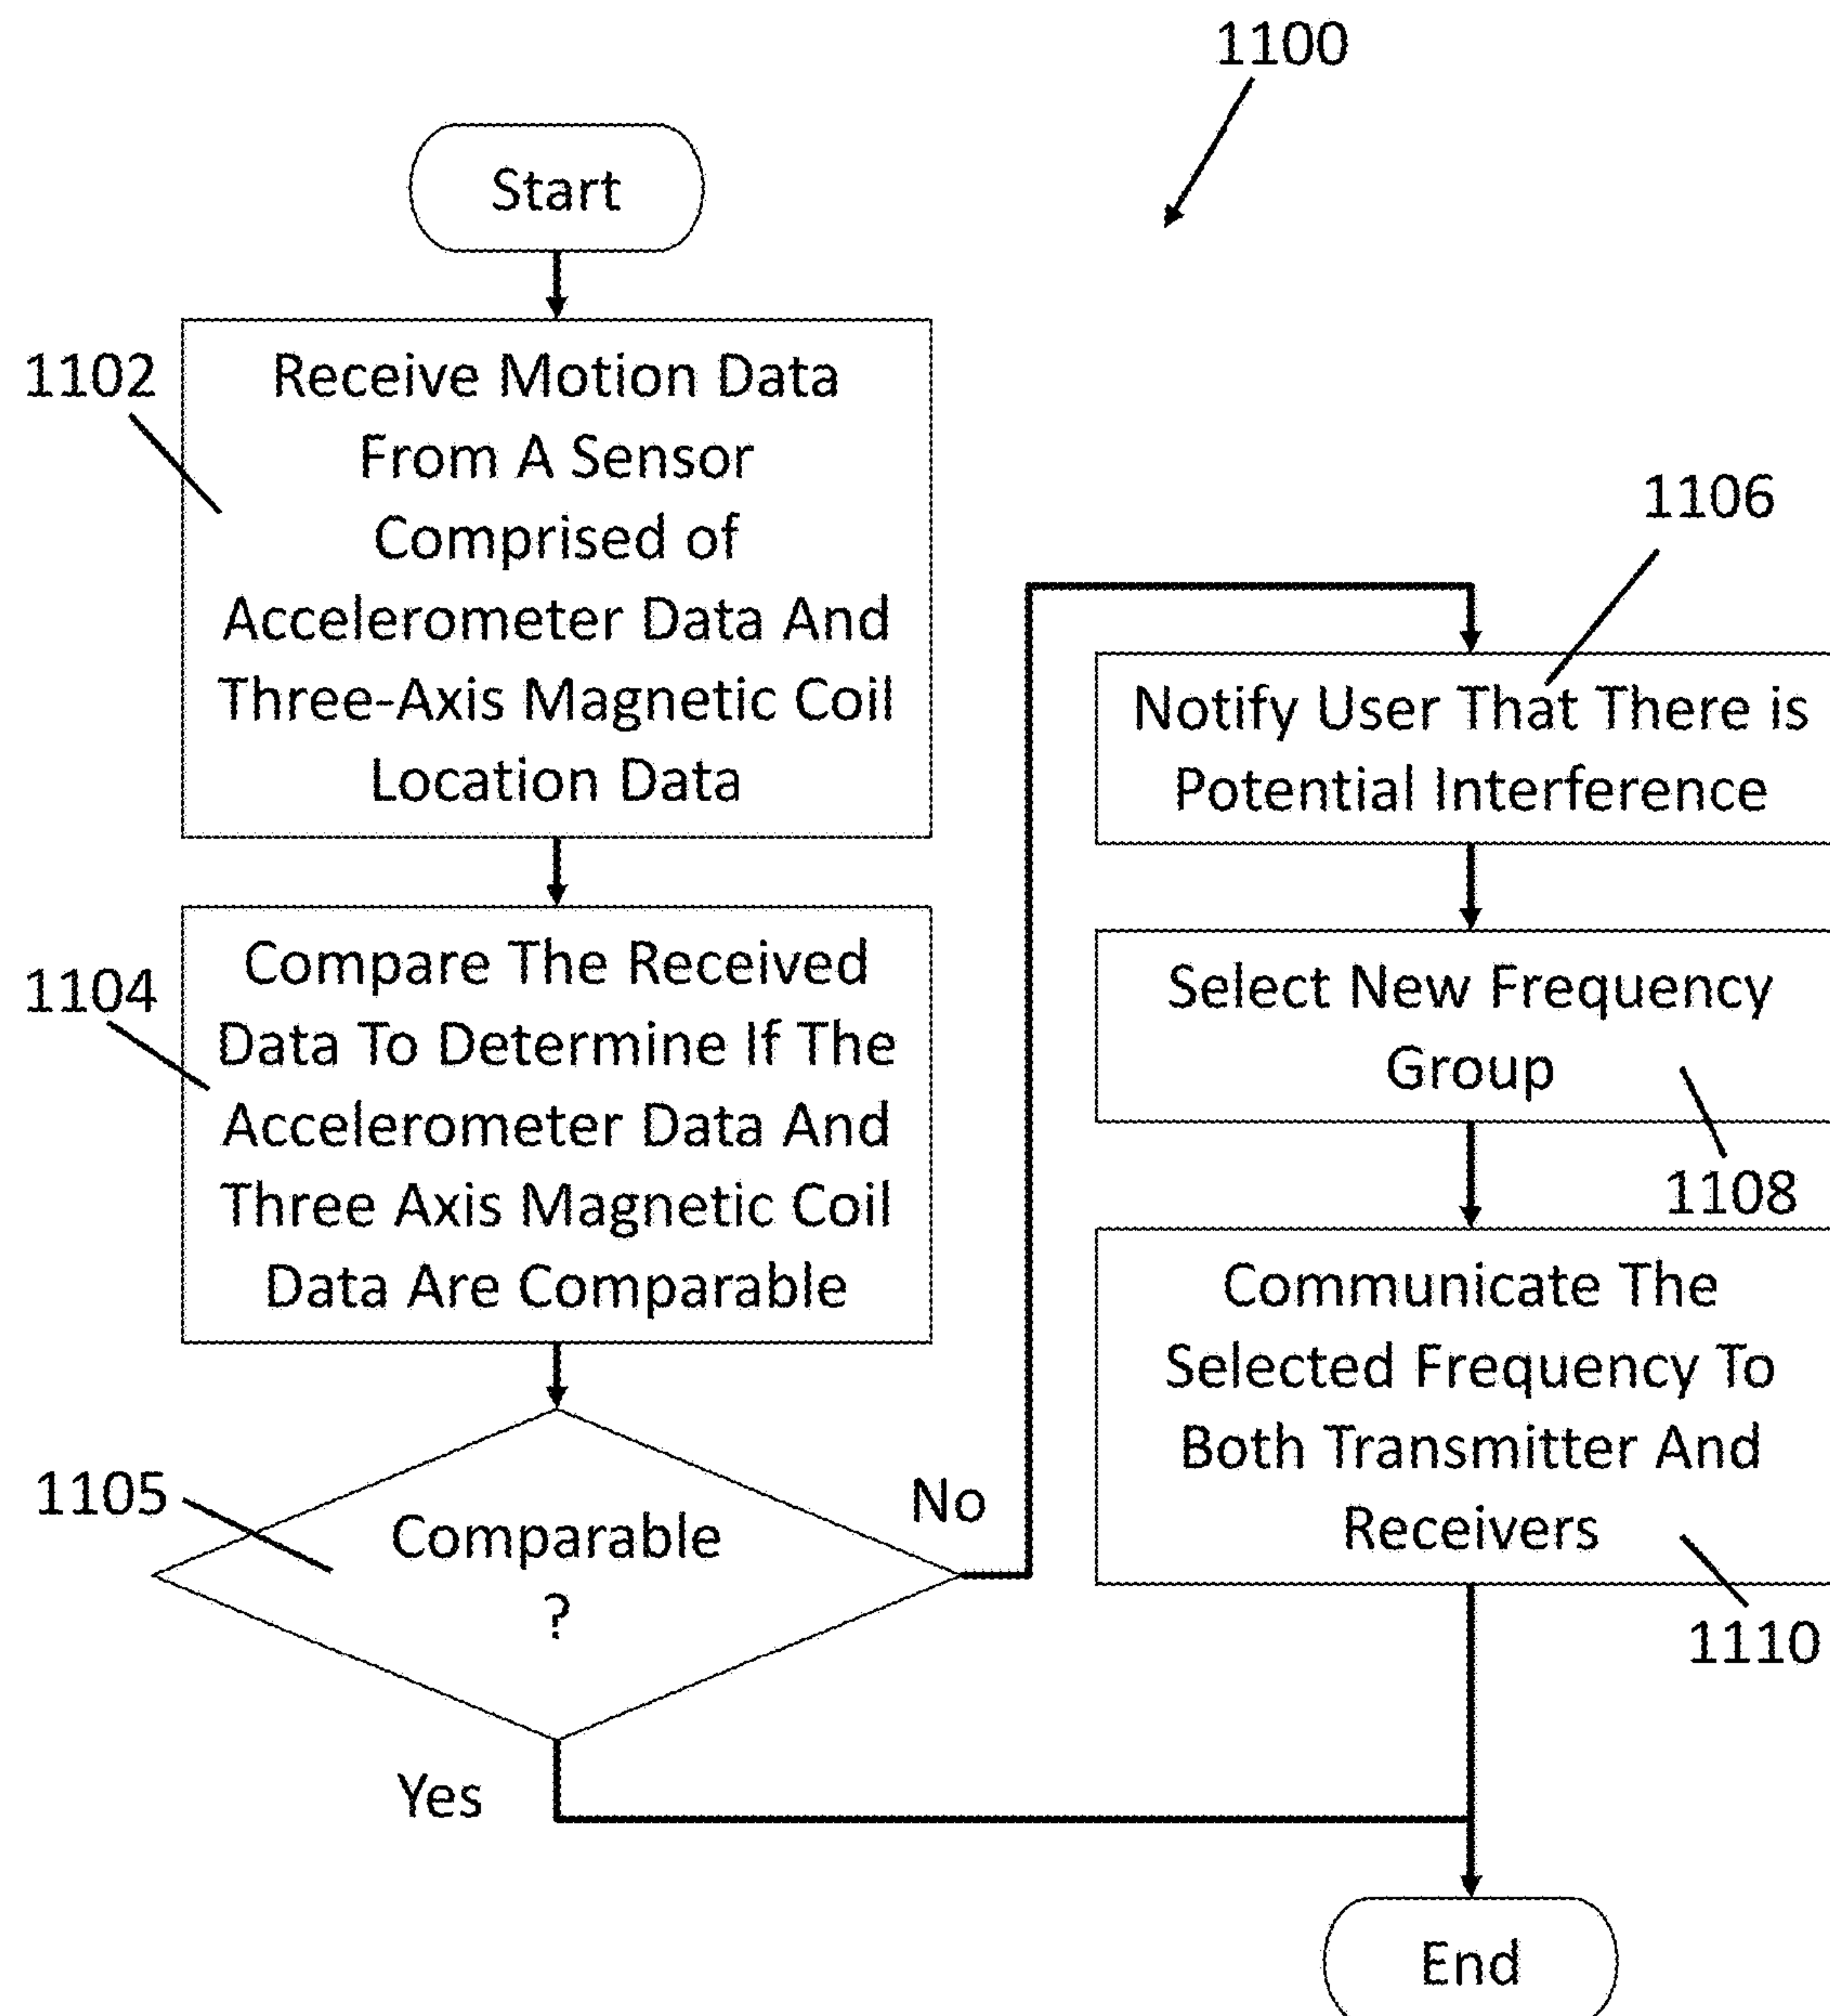 1100
Start
1102
Receive Motion Data
From A Sensor
Comprised of
Accelerometer Data And
Three-Axis Magnetic Coil
Location Data
1104
Compare The Received
Data To Determine If The
Accelerometer Data And
Three Axis Magnetic Coil
Data Are Comparable
1105
Comparable
?
No
Yes
1106
Notify User That There is
Potential Interference
Select New Frequency
Group
1108
Communicate The
Selected Frequency To
Both Transmitter And
Receivers
1110
End